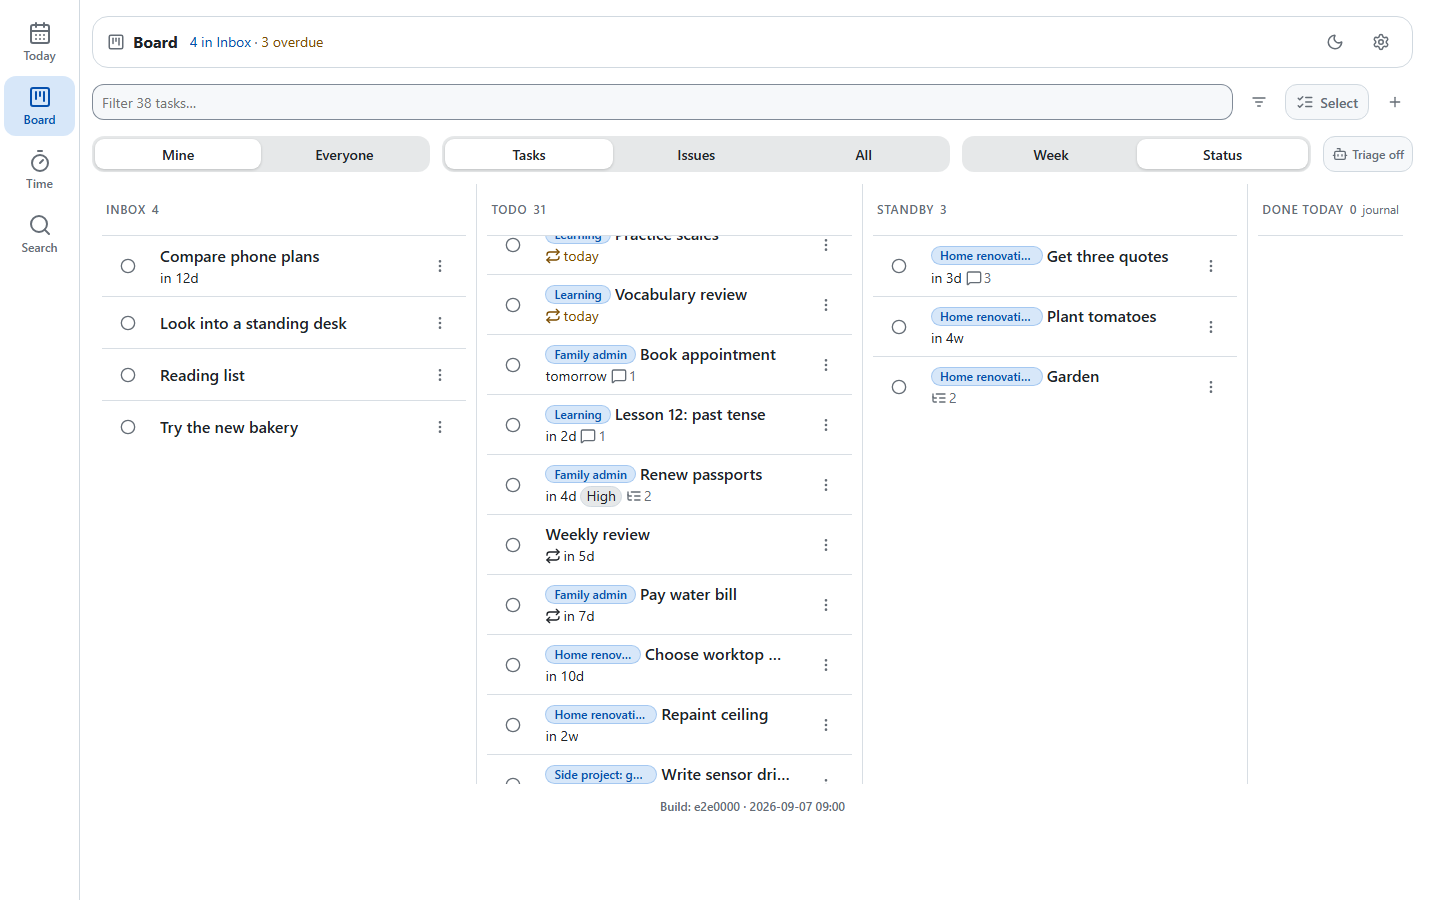 Today
Board
Time
Search
Board 4 in Inbox · 3 overdue
Filter 38 tasks...
Select
Mine Everyone
Tasks Issues All
Week Status
Triage off
INBOX 4
Compare phone plans
in 12d
Look into a standing desk
Reading list
Try the new bakery
TODO 31
Learning Practice scales
today
Learning Vocabulary review
today
Family admin Book appointment
tomorrow 1
Learning Lesson 12: past tense
in 2d 1
Family admin Renew passports
in 4d High 2
Weekly review
in 5d
Family admin Pay water bill
in 7d
Home renov... Choose worktop ...
in 10d
Home renovati... Repaint ceiling
in 2w
Side project: g... Write sensor dri...
STANDBY 3
Home renovati... Get three quotes
in 3d 3
Home renovati... Plant tomatoes
in 4w
Home renovati... Garden
2
DONE TODAY 0 journal
Build: e2e0000 · 2026-09-07 09:00